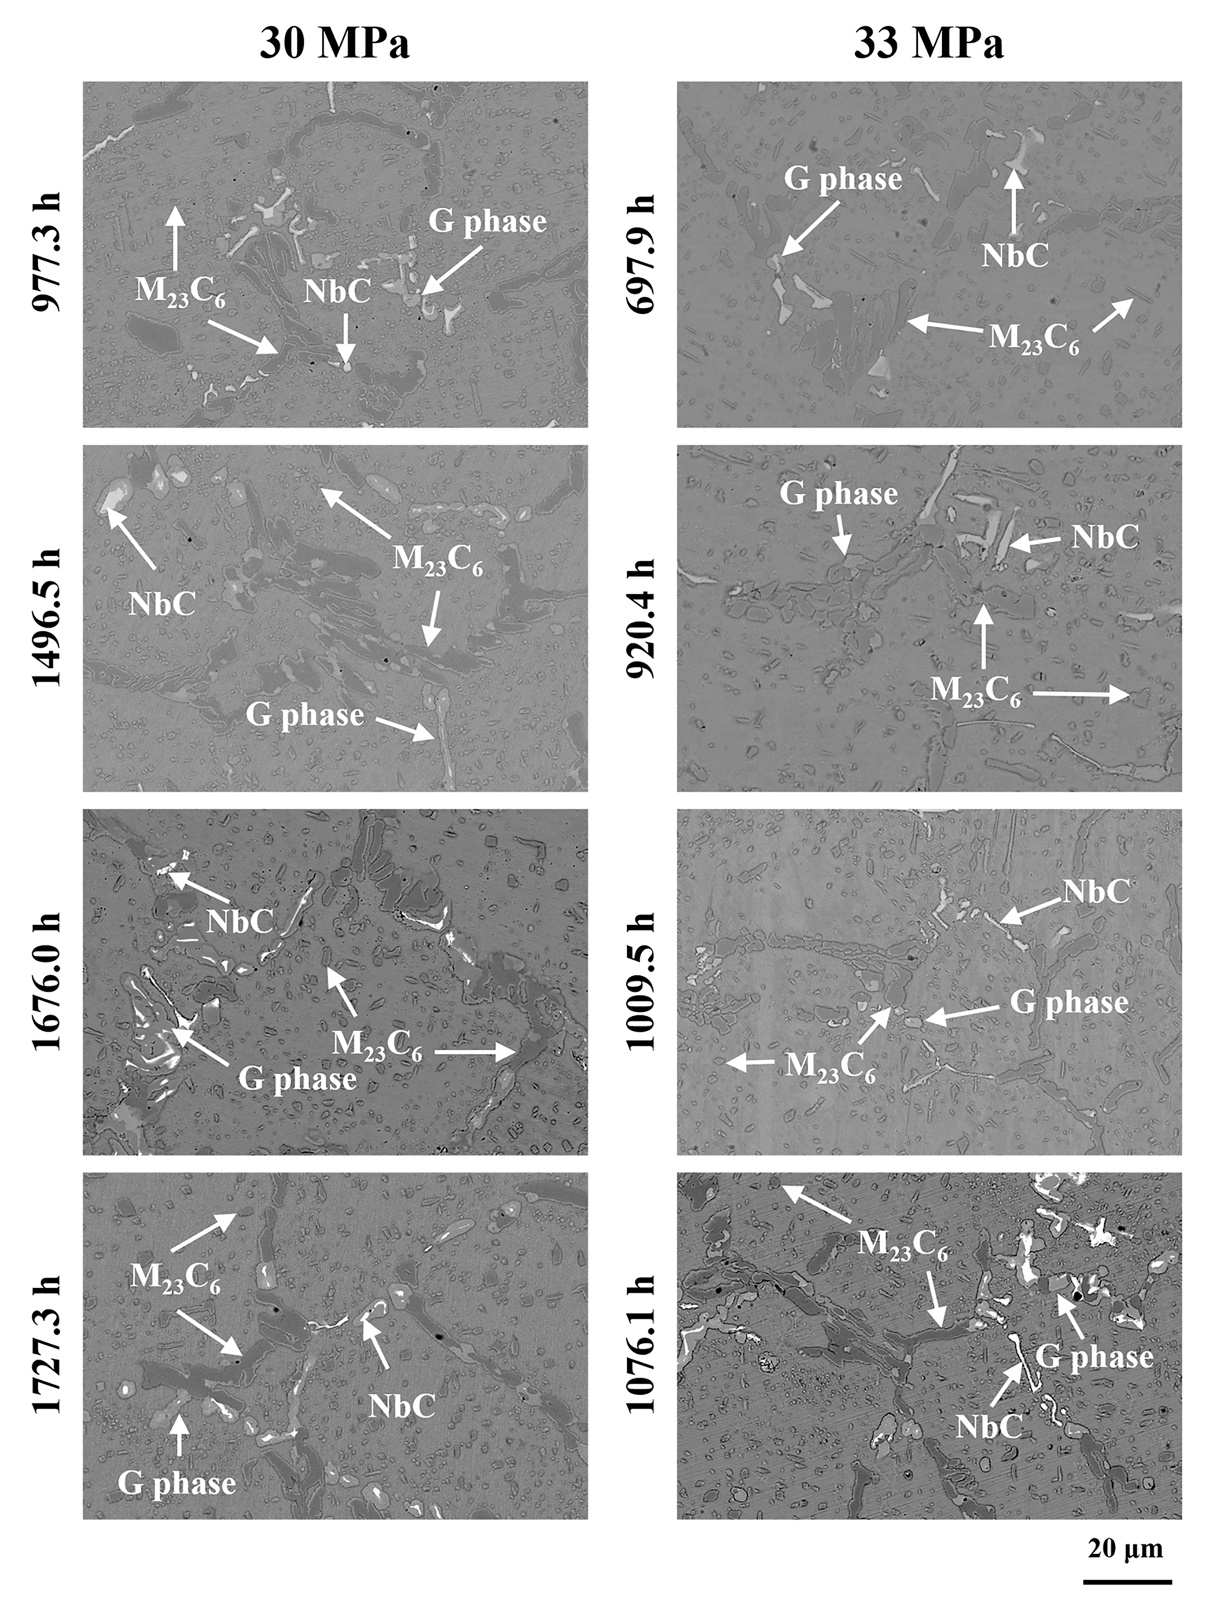 30 MPa 33 MPa
977.3 h
M₂₃C₆
NbC
G phase
697.9 h
G phase
NbC
M₂₃C₆
1496.5 h
NbC
M₂₃C₆
G phase
920.4 h
G phase
NbC
M₂₃C₆
1676.0 h
NbC
M₂₃C₆
G phase
1009.5 h
NbC
G phase
M₂₃C₆
1727.3 h
M₂₃C₆
NbC
G phase
1076.1 h
M₂₃C₆
G phase
NbC
20 µm